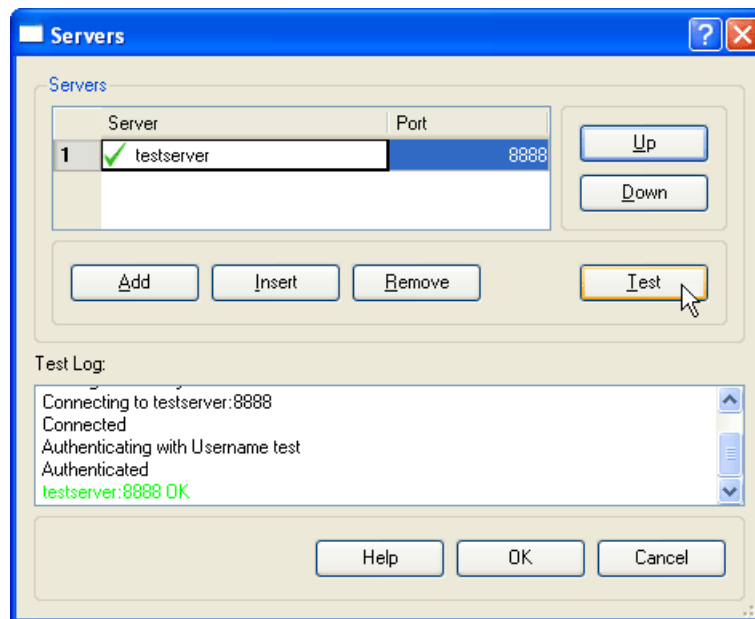 Servers
Servers
Server Port
1 testserver 8888
Up
Down
Add Insert Remove Test
Test Log:
Connecting to testserver:8888
Connected
Authenticating with Username test
Authenticated
testserver:8888 OK
Help OK Cancel